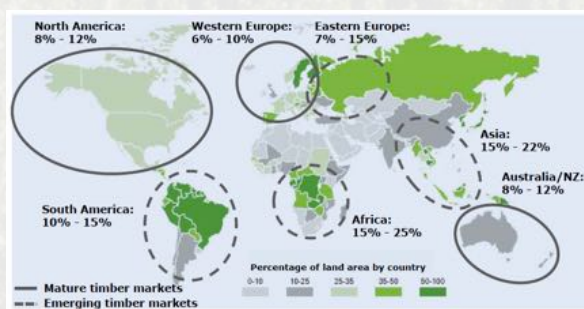 North America:
8% - 12%
Western Europe:
6% - 10%
Eastern Europe:
7% - 15%
Asia:
15% - 22%
Australia/NZ:
8% - 12%
South America:
10% - 15%
Africa:
15% - 25%
Percentage of land area by country
0-10 10-25 25-35 35-50 50-100
Mature timber markets
Emerging timber markets